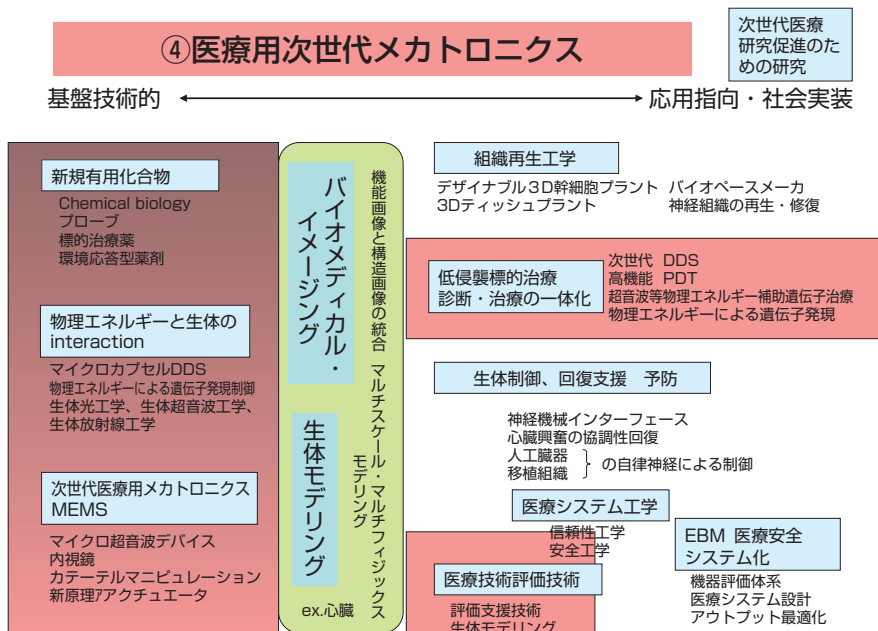 ④医療用次世代メカトロニクス
次世代医療
研究促進のた
めの研究
基盤技術的
応用指向・社会実装
新規有用化合物
Chemical biology
プローブ
標的治療薬
環境応答型薬剤
物理エネルギーと生体の
interaction
マイクロカプセルDDS
物理エネルギーによる遺伝子発現制御
生体光工学、生体超音波工学、
生体放射線工学
次世代医療用メカトロニクス
MEMS
マイクロ超音波デバイス
内視鏡
カテーテルマニピュレーション
新原理7アクチュエータ
バイオメディカル・
イメージング
機能画像と構造画像の統合
生体モデリング
マルチスケール・マルチフィジックス
モデリング
ex.心臓
組織再生工学
デザイナブル3D幹細胞プラント バイオペースメーカ
3Dティッシュプラント 神経組織の再生・修復
低侵襲標的治療
診断・治療の一体化
次世代 DDS
高機能 PDT
超音波等物理エネルギー補助遺伝子治療
物理エネルギーによる遺伝子発現
生体制御、回復支援 予防
神経機械インターフェース
心臓興奮の協調性回復
人工臓器
移植組織
の自律神経による制御
医療システム工学
信頼性工学
安全工学
EBM 医療安全
システム化
機器評価体系
医療システム設計
アウトプット最適化
医療技術評価技術
評価支援技術
生体モデリング